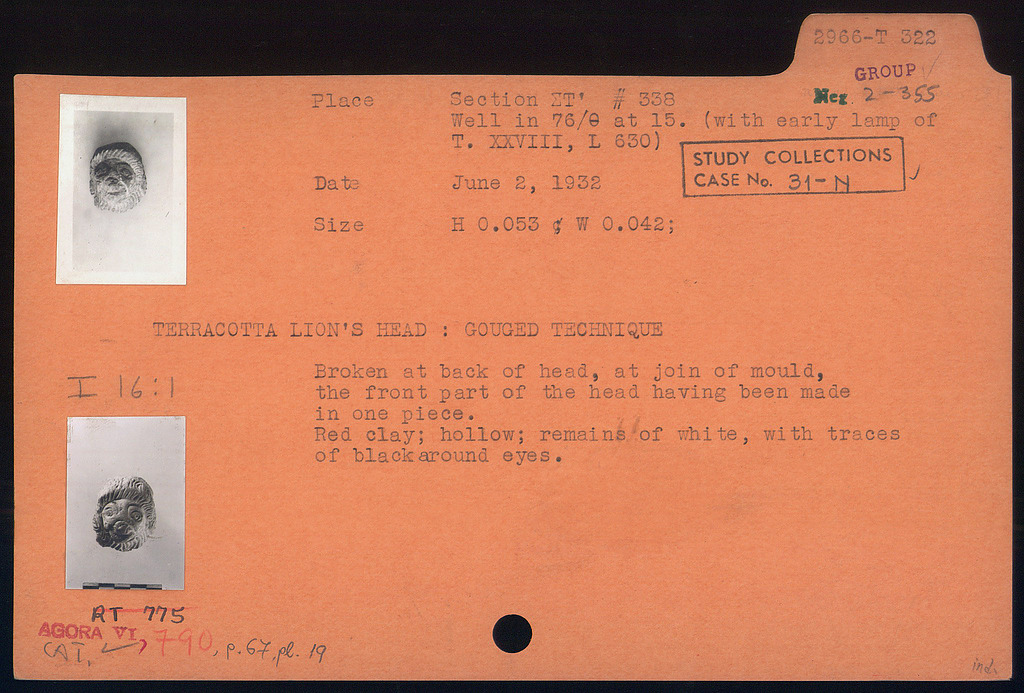 2966-T 322
GROUP ✓
Neg. 2-355
Place Section ΣT' # 338
Well in 76/Θ at 15. (with early lamp of
T. XXVIII, L 630)
STUDY COLLECTIONS
CASE No. 31-N
Date June 2, 1932
Size H 0.053 ; W 0.042;
TERRACOTTA LION'S HEAD : GOUGED TECHNIQUE
I 16:1
Broken at back of head, at join of mould,
the front part of the head having been made
in one piece.
Red clay; hollow; remains of white, with traces
of black around eyes.
RT 775
AGORA VI, 790, p. 67, pl. 19
CAT. ✓
ind.